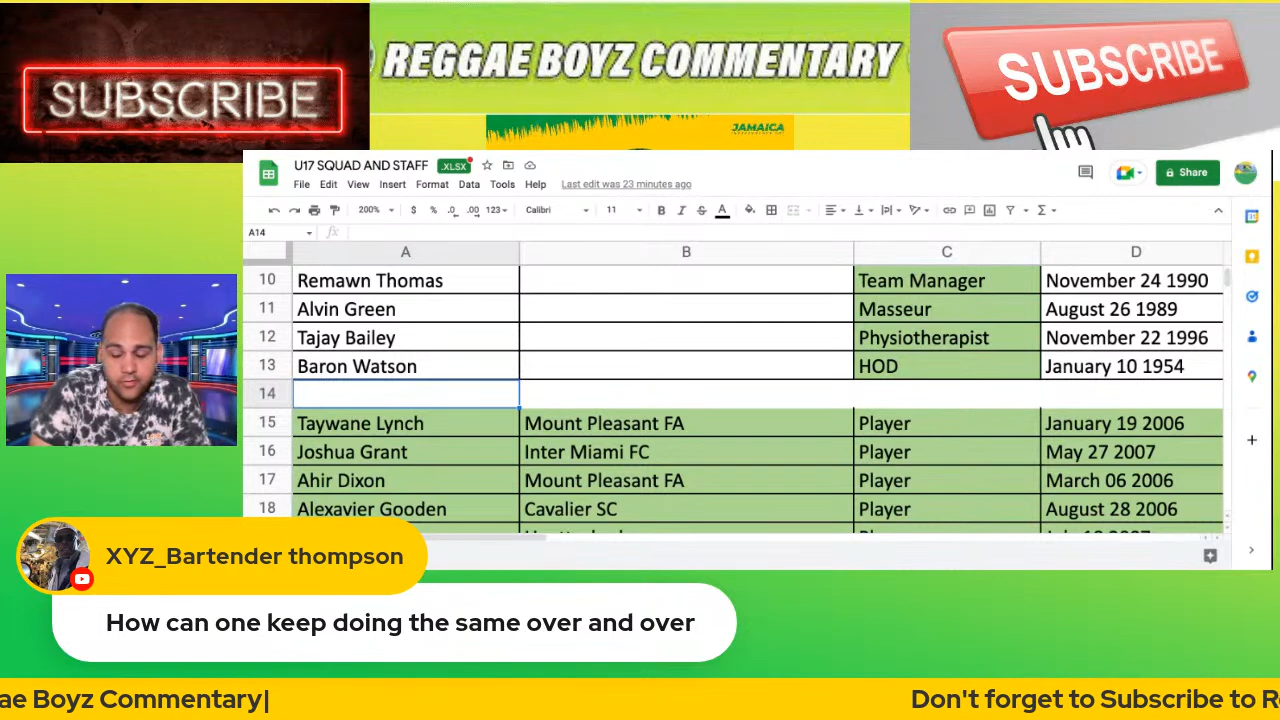 SUBSCRIBE
REGGAE BOYZ COMMENTARY
SUBSCRIBE
JAMAICA
U17 SQUAD AND STAFF .XLSX
File Edit View Insert Format Data Tools Help Last edit was 23 minutes ago
Share
200% $ % .0 .00 123 Calibri 11 B I S A
A14 fx
A B C D
10 Remawn Thomas Team Manager November 24 1990
11 Alvin Green Masseur August 26 1989
12 Tajay Bailey Physiotherapist November 22 1996
13 Baron Watson HOD January 10 1954
14
15 Taywane Lynch Mount Pleasant FA Player January 19 2006
16 Joshua Grant Inter Miami FC Player May 27 2007
17 Ahir Dixon Mount Pleasant FA Player March 06 2006
18 Alexavier Gooden Cavalier SC Player August 28 2006
XYZ_Bartender thompson
How can one keep doing the same over and over
ae Boyz Commentary| Don't forget to Subscribe to R